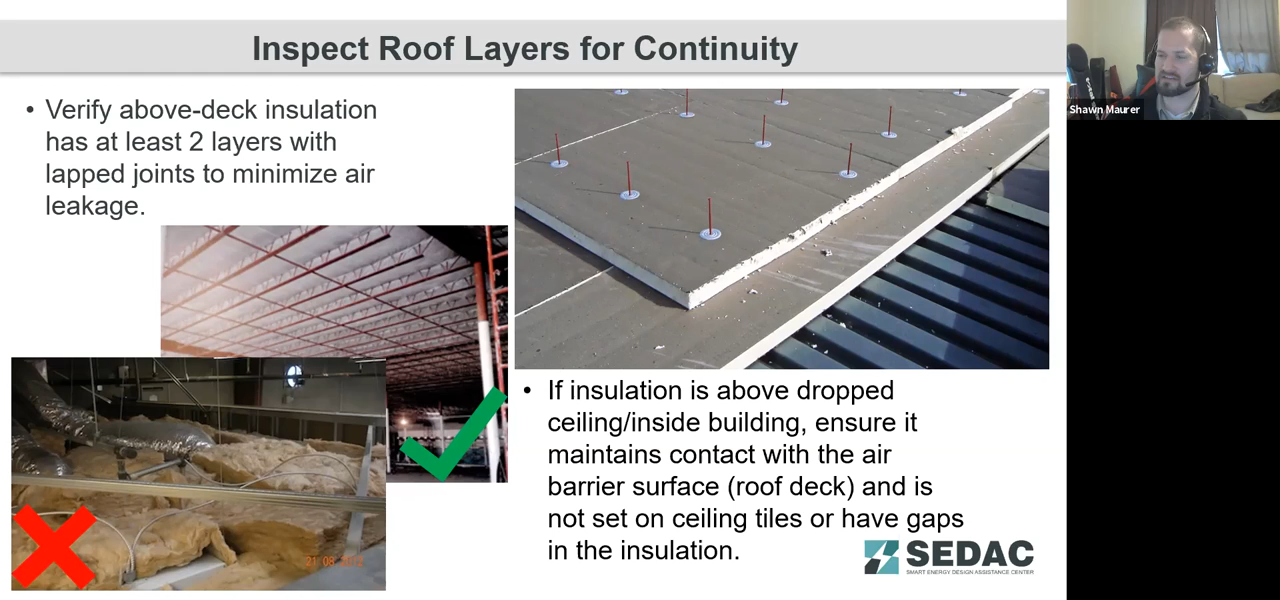 Inspect Roof Layers for Continuity
Shawn Maurer
• Verify above-deck insulation
has at least 2 layers with
lapped joints to minimize air
leakage.
• If insulation is above dropped
ceiling/inside building, ensure it
maintains contact with the air
barrier surface (roof deck) and is
not set on ceiling tiles or have gaps
in the insulation.
SEDAC
SMART ENERGY DESIGN ASSISTANCE CENTER